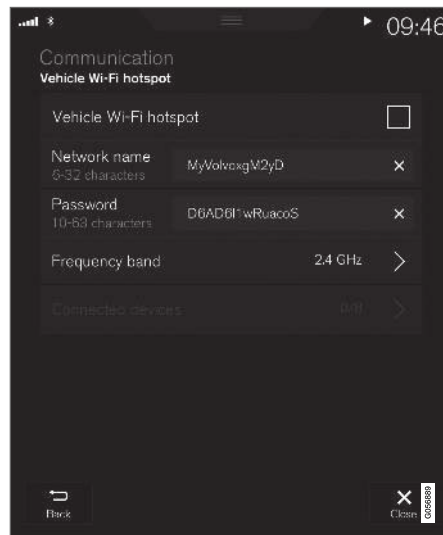 09:46
Communication
Vehicle Wi-Fi hotspot
Vehicle Wi-Fi hotspot
Network name
6-32 characters
MyVolvoxgM2yD
Password
10-63 characters
D6AD6I1wRuacoS
Frequency band
2.4 GHz
Connected devices
0/8
Back
Close
G056889